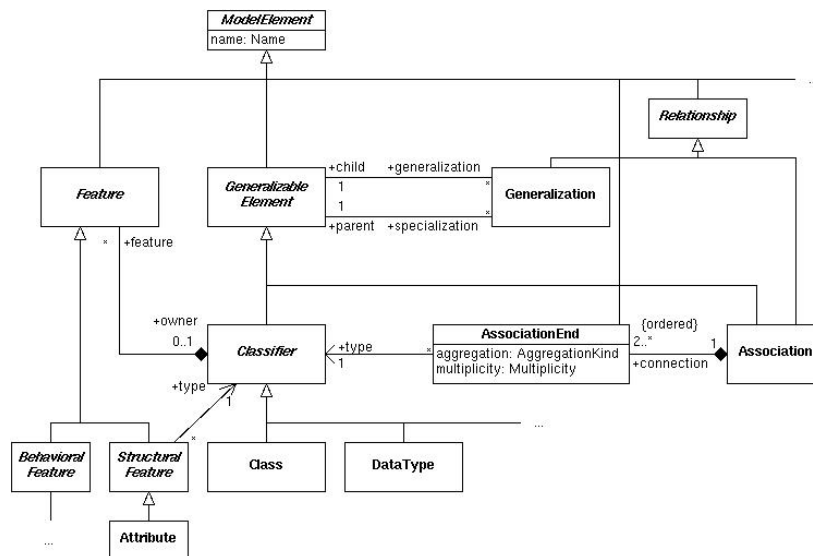 ModelElement
name: Name
...
Relationship
+child
+generalization
Feature
Generalizable
Element
1
*
Generalization
1
*
+parent
+specialization
*
+feature
+owner
0..1
Classifier
+type
1
*
AssociationEnd
aggregation: AggregationKind
multiplicity: Multiplicity
{ordered}
2..*
1
+connection
Association
+type
1
*
...
Behavioral
Feature
Structural
Feature
Class
DataType
...
Attribute